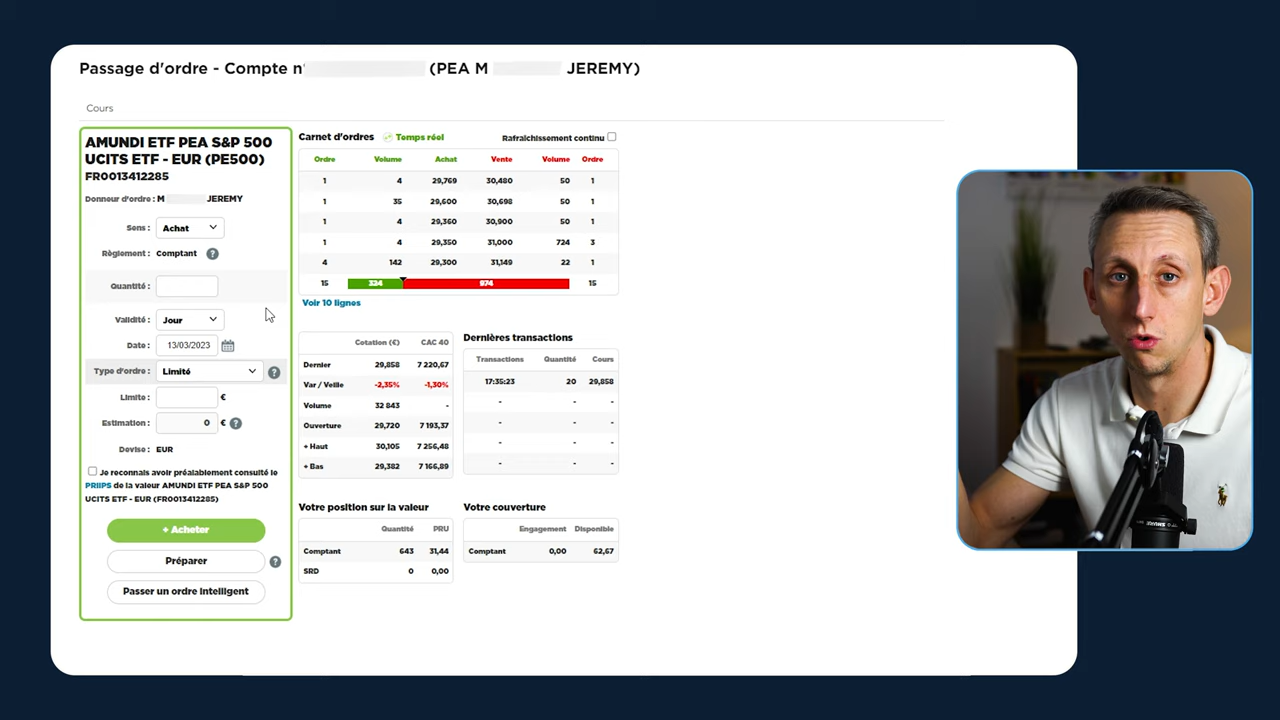 Passage d'ordre - Compte n° (PEA M JEREMY)
Cours
AMUNDI ETF PEA S&P 500
UCITS ETF - EUR (PE500)
FR0013412285
Donneur d'ordre : M JEREMY
Sens : Achat
Règlement : Comptant ?
Quantité :
Validité : Jour
Date : 13/03/2023
Type d'ordre : Limité ?
Limite : €
Estimation : 0 € ?
Devise : EUR
Je reconnais avoir préalablement consulté le
PRIIPS de la valeur AMUNDI ETF PEA S&P 500
UCITS ETF - EUR (FR0013412285)
+ Acheter
Préparer ?
Passer un ordre intelligent
Carnet d'ordres Temps réel Rafraîchissement continu
Ordre Volume Achat Vente Volume Ordre
1 4 29,769 30,480 50 1
1 35 29,600 30,698 50 1
1 4 29,360 30,900 50 1
1 4 29,350 31,000 724 3
4 142 29,300 31,149 22 1
15 324 974 15
Voir 10 lignes
Cotation (€) CAC 40
Dernier 29,858 7 220,67
Var / Veille -2,35% -1,30%
Volume 32 843 -
Ouverture 29,720 7 193,37
+ Haut 30,105 7 256,48
+ Bas 29,382 7 166,89
Dernières transactions
Transactions Quantité Cours
17:35:23 20 29,858
- - -
- - -
- - -
- - -
Votre position sur la valeur
Quantité PRU
Comptant 643 31,44
SRD 0 0,00
Votre couverture
Engagement Disponible
Comptant 0,00 62,67
SHURE